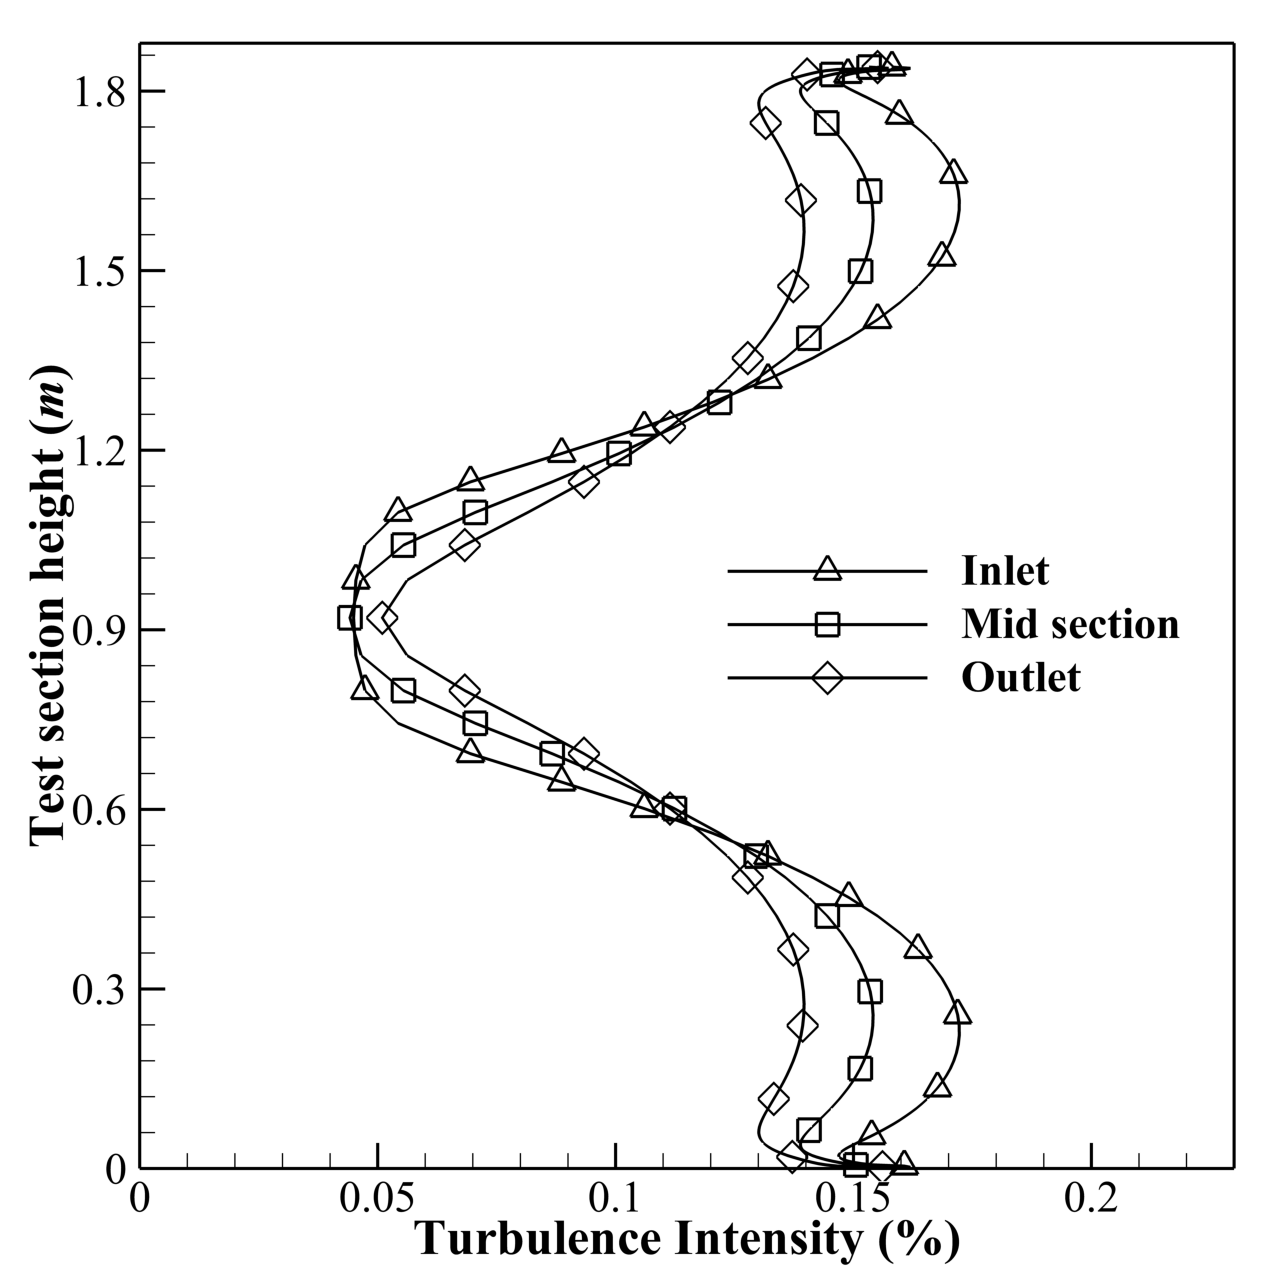 1.8
1.5
1.2
0.9
0.6
0.3
0
Test section height (m)
Inlet
Mid section
Outlet
0 0.05 0.1 0.15 0.2
Turbulence Intensity (%)